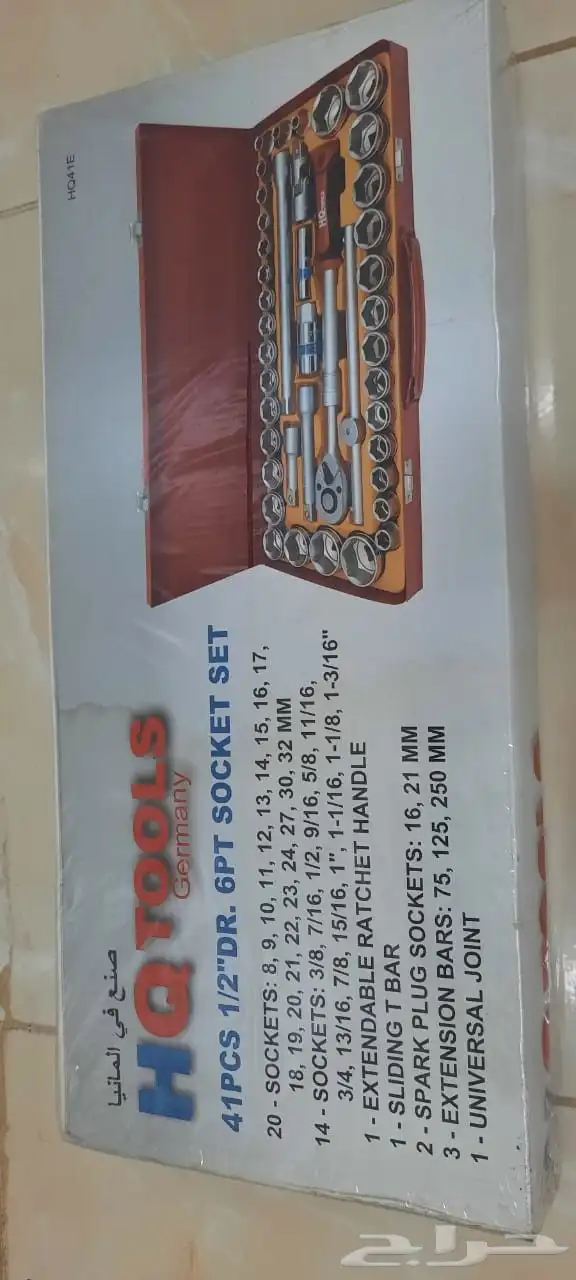 HQ41E
صنع في المانيا
HQ TOOLS
Germany
41PCS 1/2"DR. 6PT SOCKET SET
20 - SOCKETS: 8, 9, 10, 11, 12, 13, 14, 15, 16, 17,
18, 19, 20, 21, 22, 23, 24, 27, 30, 32 MM
14 - SOCKETS: 3/8, 7/16, 1/2, 9/16, 5/8, 11/16,
3/4, 13/16, 7/8, 15/16, 1", 1-1/16, 1-1/8, 1-3/16"
1 - EXTENDABLE RATCHET HANDLE
1 - SLIDING T BAR
2 - SPARK PLUG SOCKETS: 16, 21 MM
3 - EXTENSION BARS: 75, 125, 250 MM
1 - UNIVERSAL JOINT
HQ
حراج